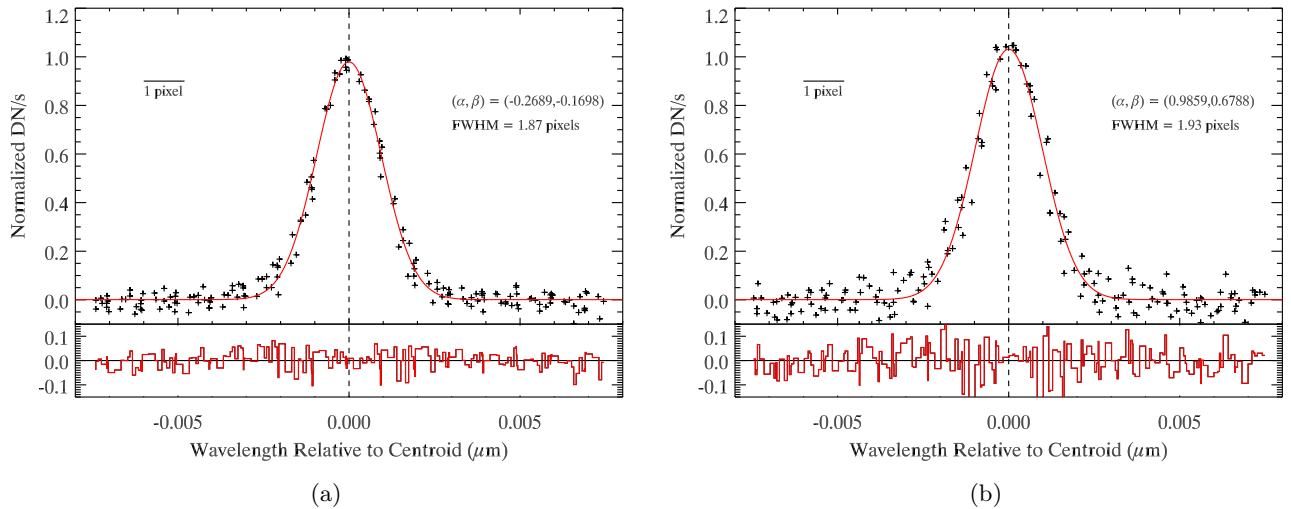 1.2
1.0
0.8
0.6
0.4
0.2
0.0
Normalized DN/s
1 pixel
(α, β) = (-0.2689,-0.1698)
FWHM = 1.87 pixels
0.1
0.0
-0.1
-0.005
0.000
0.005
Wavelength Relative to Centroid (μm)
(a)
1.2
1.0
0.8
0.6
0.4
0.2
0.0
Normalized DN/s
1 pixel
(α, β) = (0.9859,0.6788)
FWHM = 1.93 pixels
0.1
0.0
-0.1
-0.005
0.000
0.005
Wavelength Relative to Centroid (μm)
(b)